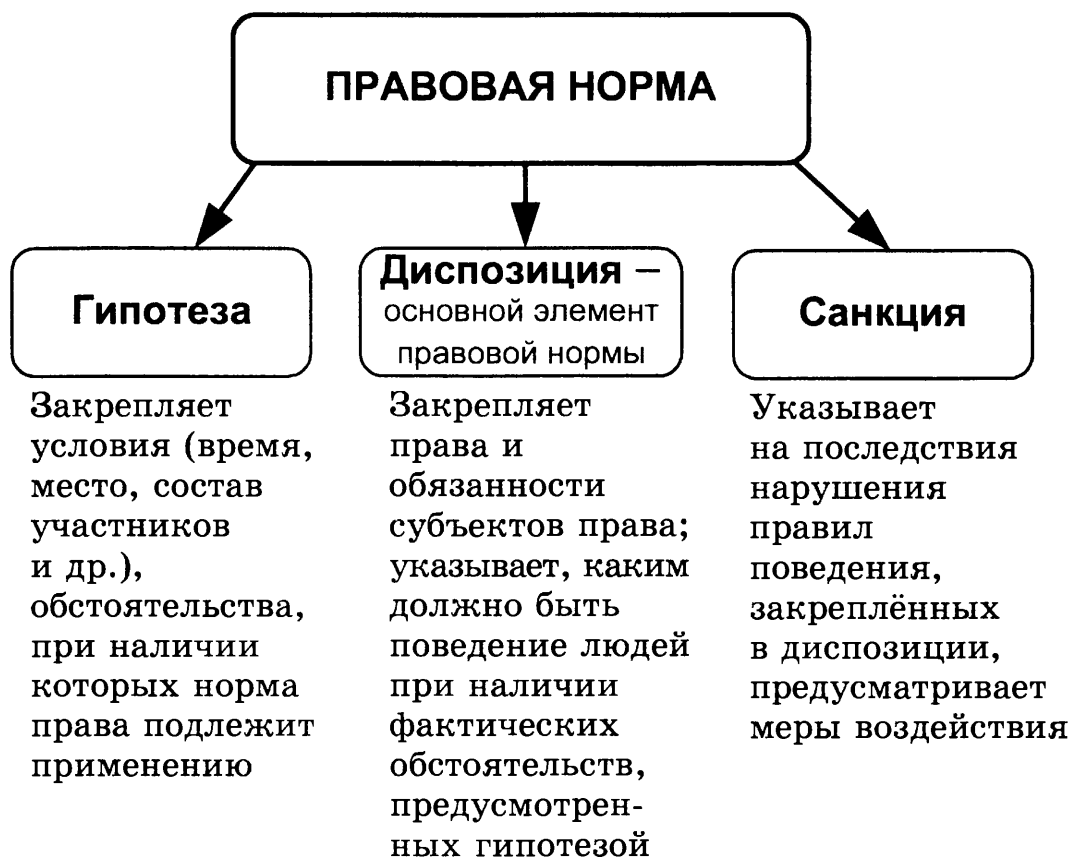 ПРАВОВАЯ НОРМА
Гипотеза
Закрепляет
условия (время,
место, состав
участников
и др.),
обстоятельства,
при наличии
которых норма
права подлежит
применению
Диспозиция –
основной элемент
правовой нормы
Закрепляет
права и
обязанности
субъектов права;
указывает, каким
должно быть
поведение людей
при наличии
фактических
обстоятельств,
предусмотрен-
ных гипотезой
Санкция
Указывает
на последствия
нарушения
правил
поведения,
закреплённых
в диспозиции,
предусматривает
меры воздействия